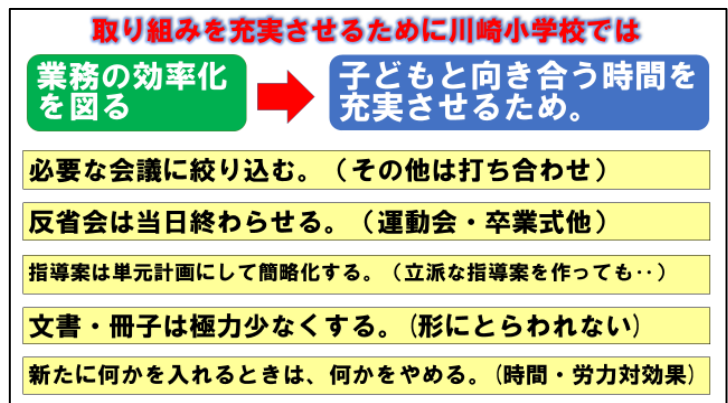 取り組みを充実させるために川崎小学校では
業務の効率化
を図る
子どもと向き合う時間を
充実させるため。
必要な会議に絞り込む。（その他は打ち合わせ）
反省会は当日終わらせる。（運動会・卒業式他）
指導案は単元計画にして簡略化する。（立派な指導案を作っても‥）
文書・冊子は極力少なくする。(形にとらわれない)
新たに何かを入れるときは、何かをやめる。(時間・労力対効果)